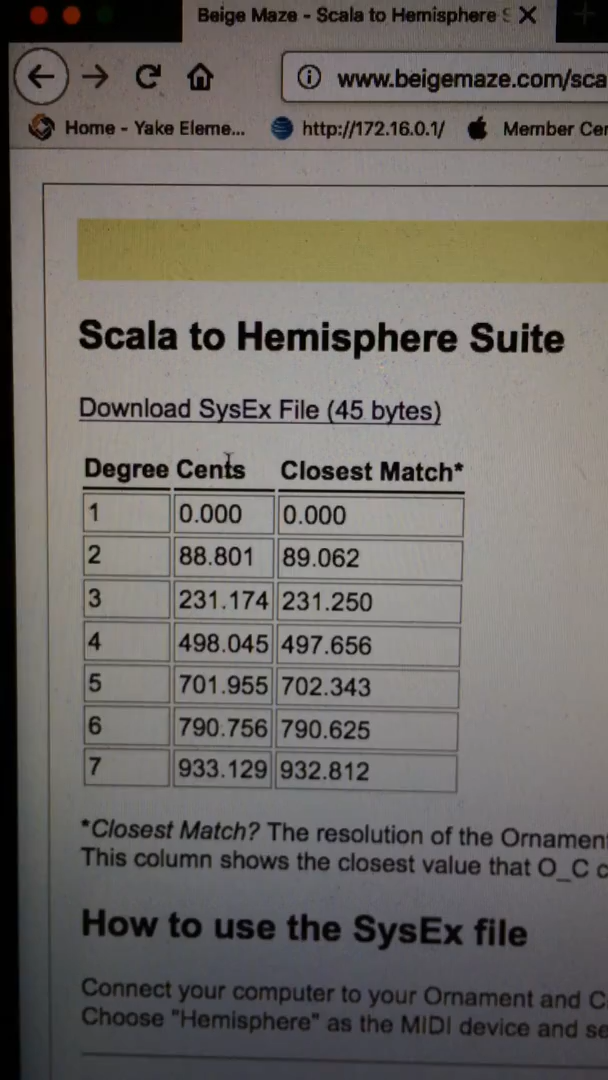 Beige Maze - Scala to Hemisphere S
www.beigemaze.com/sca
Home - Yake Eleme... http://172.16.0.1/ Member Cer
Scala to Hemisphere Suite
Download SysEx File (45 bytes)
Degree Cents Closest Match*
1 0.000 0.000
2 88.801 89.062
3 231.174 231.250
4 498.045 497.656
5 701.955 702.343
6 790.756 790.625
7 933.129 932.812
*Closest Match? The resolution of the Ornamen
This column shows the closest value that O_C c
How to use the SysEx file
Connect your computer to your Ornament and C
Choose "Hemisphere" as the MIDI device and se